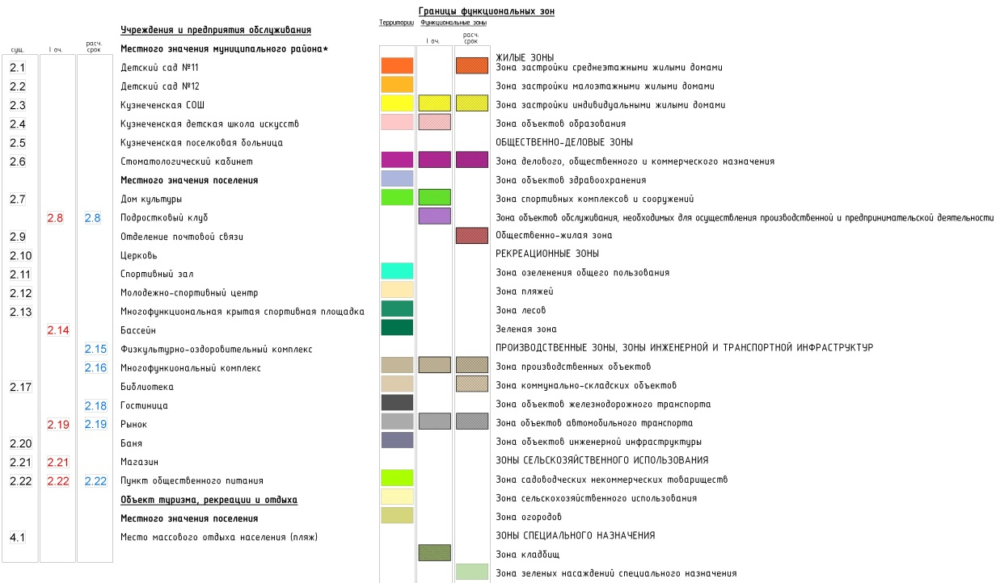 Учреждения и предприятия обслуживания
сущ. I оч. расч. срок
Местного значения муниципального района*
2.1 Детский сад №11
2.2 Детский сад №12
2.3 Кузнеченская СОШ
2.4 Кузнеченская детская школа искусств
2.5 Кузнеченская поселковая больница
2.6 Стоматологический кабинет
Местного значения поселения
2.7 Дом культуры
2.8 2.8 Подростковый клуб
2.9 Отделение почтовой связи
2.10 Церковь
2.11 Спортивный зал
2.12 Молодежно-спортивный центр
2.13 Многофункциональная крытая спортивная площадка
2.14 Бассейн
2.15 Физкультурно-оздоровительный комплекс
2.16 Многофункиональный комплекс
2.17 Библиотека
2.18 Гостиница
2.19 2.19 Рынок
2.20 Баня
2.21 2.21 Магазин
2.22 2.22 2.22 Пункт общественного питания
Объект туризма, рекреации и отдыха
Местного значения поселения
4.1 Место массового отдыха населения (пляж)
Границы функциональных зон
Территории Функциональные зоны
I оч. расч. срок
ЖИЛЫЕ ЗОНЫ
Зона застройки среднеэтажными жилыми домами
Зона застройки малоэтажными жилыми домами
Зона застройки индивидуальными жилыми домами
Зона объектов образования
ОБЩЕСТВЕННО-ДЕЛОВЫЕ ЗОНЫ
Зона делового, общественного и коммерческого назначения
Зона объектов здравоохранения
Зона спортивных комплексов и сооружений
Зона объектов обслуживания, необходимых для осуществления производственной и предпринимательской деятельности
Общественно-жилая зона
РЕКРЕАЦИОННЫЕ ЗОНЫ
Зона озеленения общего пользования
Зона пляжей
Зона лесов
Зеленая зона
ПРОИЗВОДСТВЕННЫЕ ЗОНЫ, ЗОНЫ ИНЖЕНЕРНОЙ И ТРАНСПОРТНОЙ ИНФРАСТРУКТУР
Зона производственных объектов
Зона коммунально-складских объектов
Зона объектов железнодорожного транспорта
Зона объектов автомобильного транспорта
Зона объектов инженерной инфраструктуры
ЗОНЫ СЕЛЬСКОЗЯЙСТВЕННОГО ИСПОЛЬЗОВАНИЯ
Зона садоводческих некоммерческих товариществ
Зона сельскохозяйственного использования
Зона огородов
ЗОНЫ СПЕЦИАЛЬНОГО НАЗНАЧЕНИЯ
Зона кладбищ
Зона зеленых насаждений специального назначения